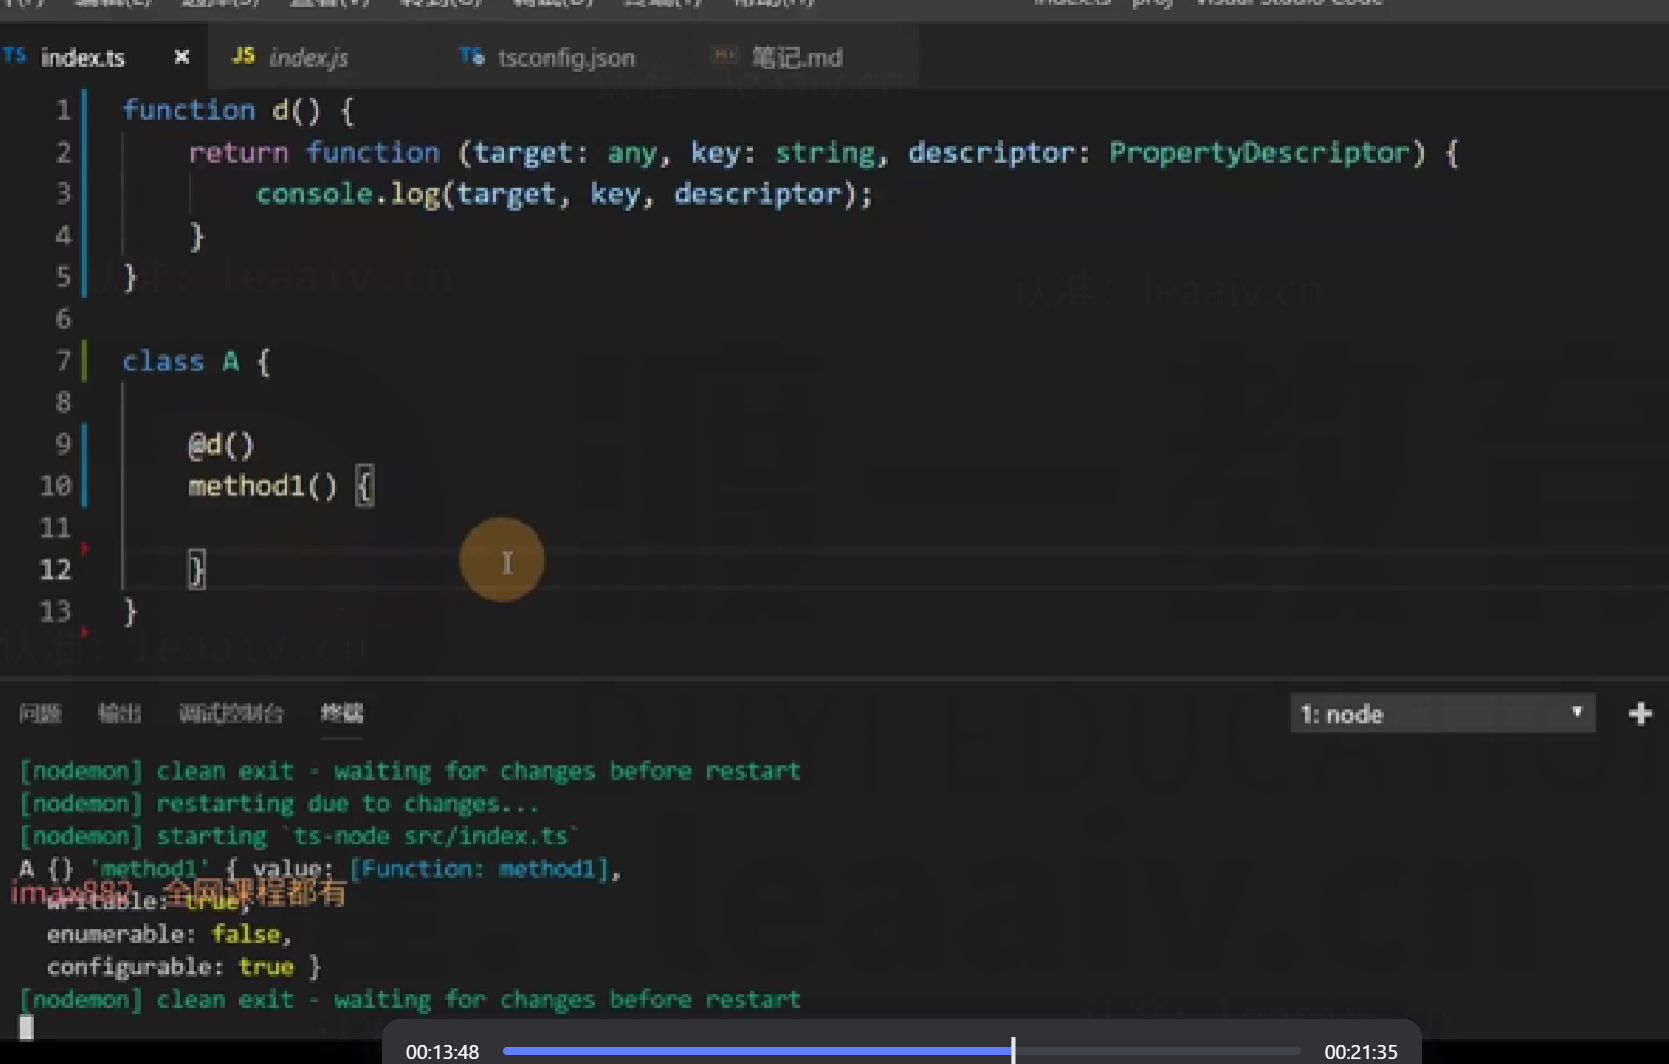 index.ts × JS index.js TS tsconfig.json 笔记.md
1 function d() {
2 return function (target: any, key: string, descriptor: PropertyDescriptor) {
3 console.log(target, key, descriptor);
4 }
5 }
6
7 class A {
8
9 @d()
10 method1() {
11
12 }
13 }
认准: leaaiv.cn
认准: leaaiv.cn
问题 输出 调试控制台 终端 1: node
[nodemon] clean exit - waiting for changes before restart
[nodemon] restarting due to changes...
[nodemon] starting `ts-node src/index.ts`
A {} 'method1' { value: [Function: method1],
imax882 全网课程都有
writable: true,
enumerable: false,
configurable: true }
[nodemon] clean exit - waiting for changes before restart
00:13:48 00:21:35